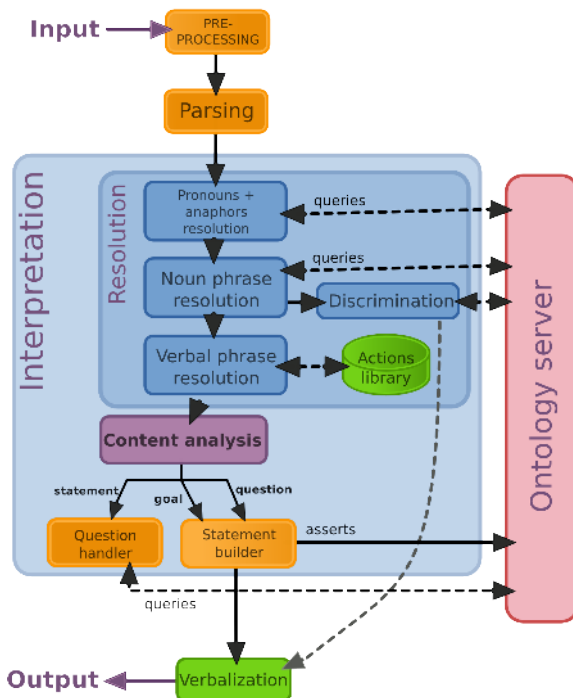 Input
PRE-
PROCESSING
Parsing
Interpretation
Resolution
Pronouns +
anaphors
resolution
queries
Noun phrase
resolution
queries
Discrimination
Verbal phrase
resolution
Actions
library
Ontology server
Content analysis
statement
goal
question
Question
handler
Statement
builder
asserts
queries
Output
Verbalization